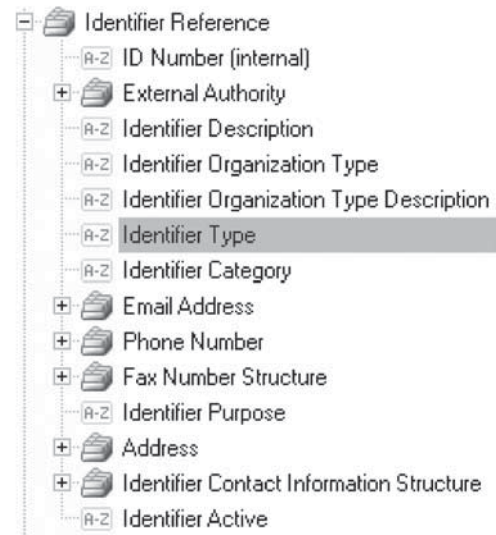 Identifier Reference
A-Z ID Number (internal)
External Authority
A-Z Identifier Description
A-Z Identifier Organization Type
A-Z Identifier Organization Type Description
A-Z Identifier Type
A-Z Identifier Category
Email Address
Phone Number
Fax Number Structure
A-Z Identifier Purpose
Address
Identifier Contact Information Structure
A-Z Identifier Active